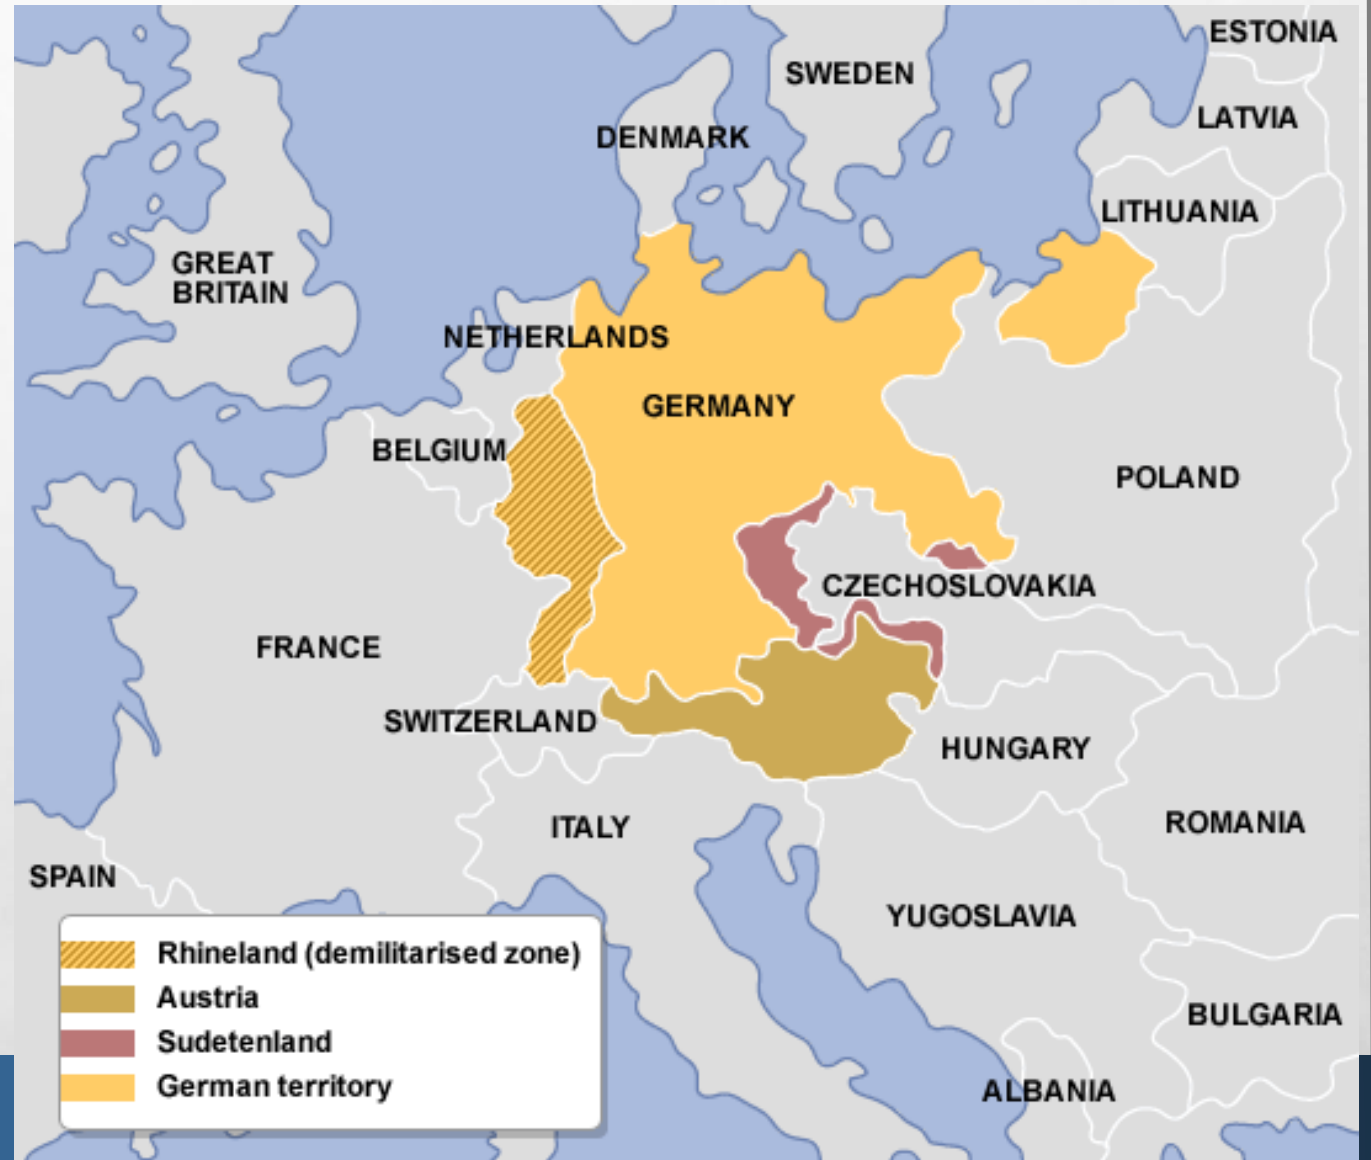 ESTONIA
SWEDEN
LATVIA
DENMARK
LITHUANIA
GREAT
BRITAIN
NETHERLANDS
GERMANY
BELGIUM
POLAND
CZECHOSLOVAKIA
FRANCE
SWITZERLAND
HUNGARY
ITALY
ROMANIA
SPAIN
YUGOSLAVIA
BULGARIA
ALBANIA
Rhineland (demilitarised zone)
Austria
Sudetenland
German territory